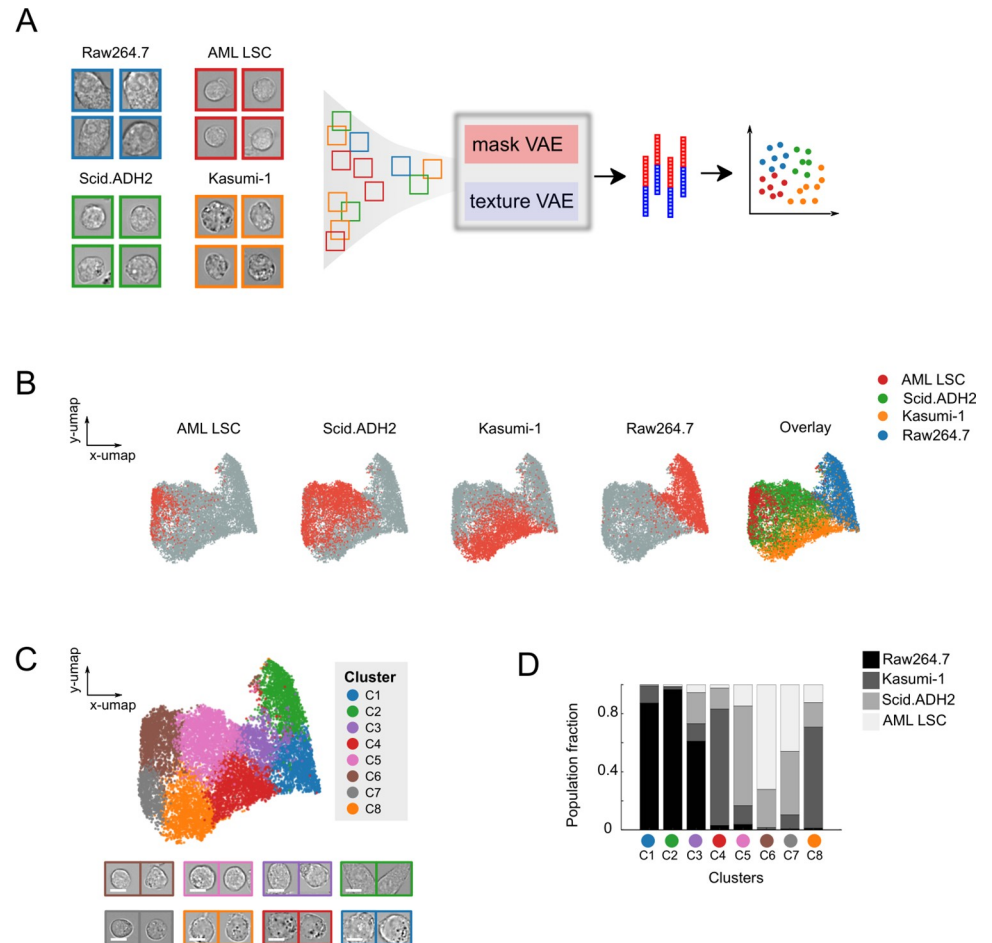 A
Raw264.7
AML LSC
Scid.ADH2
Kasumi-1
mask VAE
texture VAE
B
AML LSC
Scid.ADH2
Kasumi-1
Raw264.7
y-umap
x-umap
AML LSC
Scid.ADH2
Kasumi-1
Raw264.7
Overlay
C
y-umap
x-umap
Cluster
C1
C2
C3
C4
C5
C6
C7
C8
D
Raw264.7
Kasumi-1
Scid.ADH2
AML LSC
Population fraction
0.8
0.4
0
C1 C2 C3 C4 C5 C6 C7 C8
Clusters